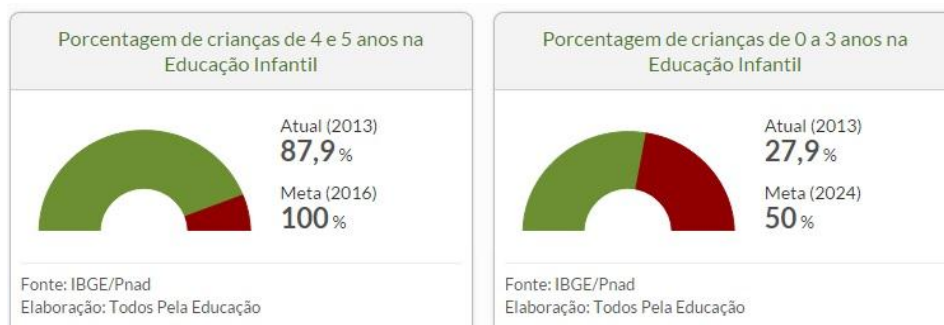 Porcentagem de crianças de 4 e 5 anos na
Educação Infantil
Atual (2013)
87,9 %
Meta (2016)
100 %
Fonte: IBGE/Pnad
Elaboração: Todos Pela Educação
Porcentagem de crianças de 0 a 3 anos na
Educação Infantil
Atual (2013)
27,9 %
Meta (2024)
50 %
Fonte: IBGE/Pnad
Elaboração: Todos Pela Educação